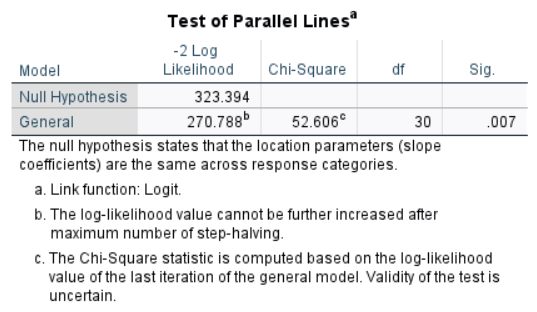 Test of Parallel Linesa
Model -2 Log Likelihood Chi-Square df Sig.
Null Hypothesis 323.394
General 270.788b 52.606c 30 .007
The null hypothesis states that the location parameters (slope
coefficients) are the same across response categories.
a. Link function: Logit.
b. The log-likelihood value cannot be further increased after
maximum number of step-halving.
c. The Chi-Square statistic is computed based on the log-likelihood
value of the last iteration of the general model. Validity of the test is
uncertain.